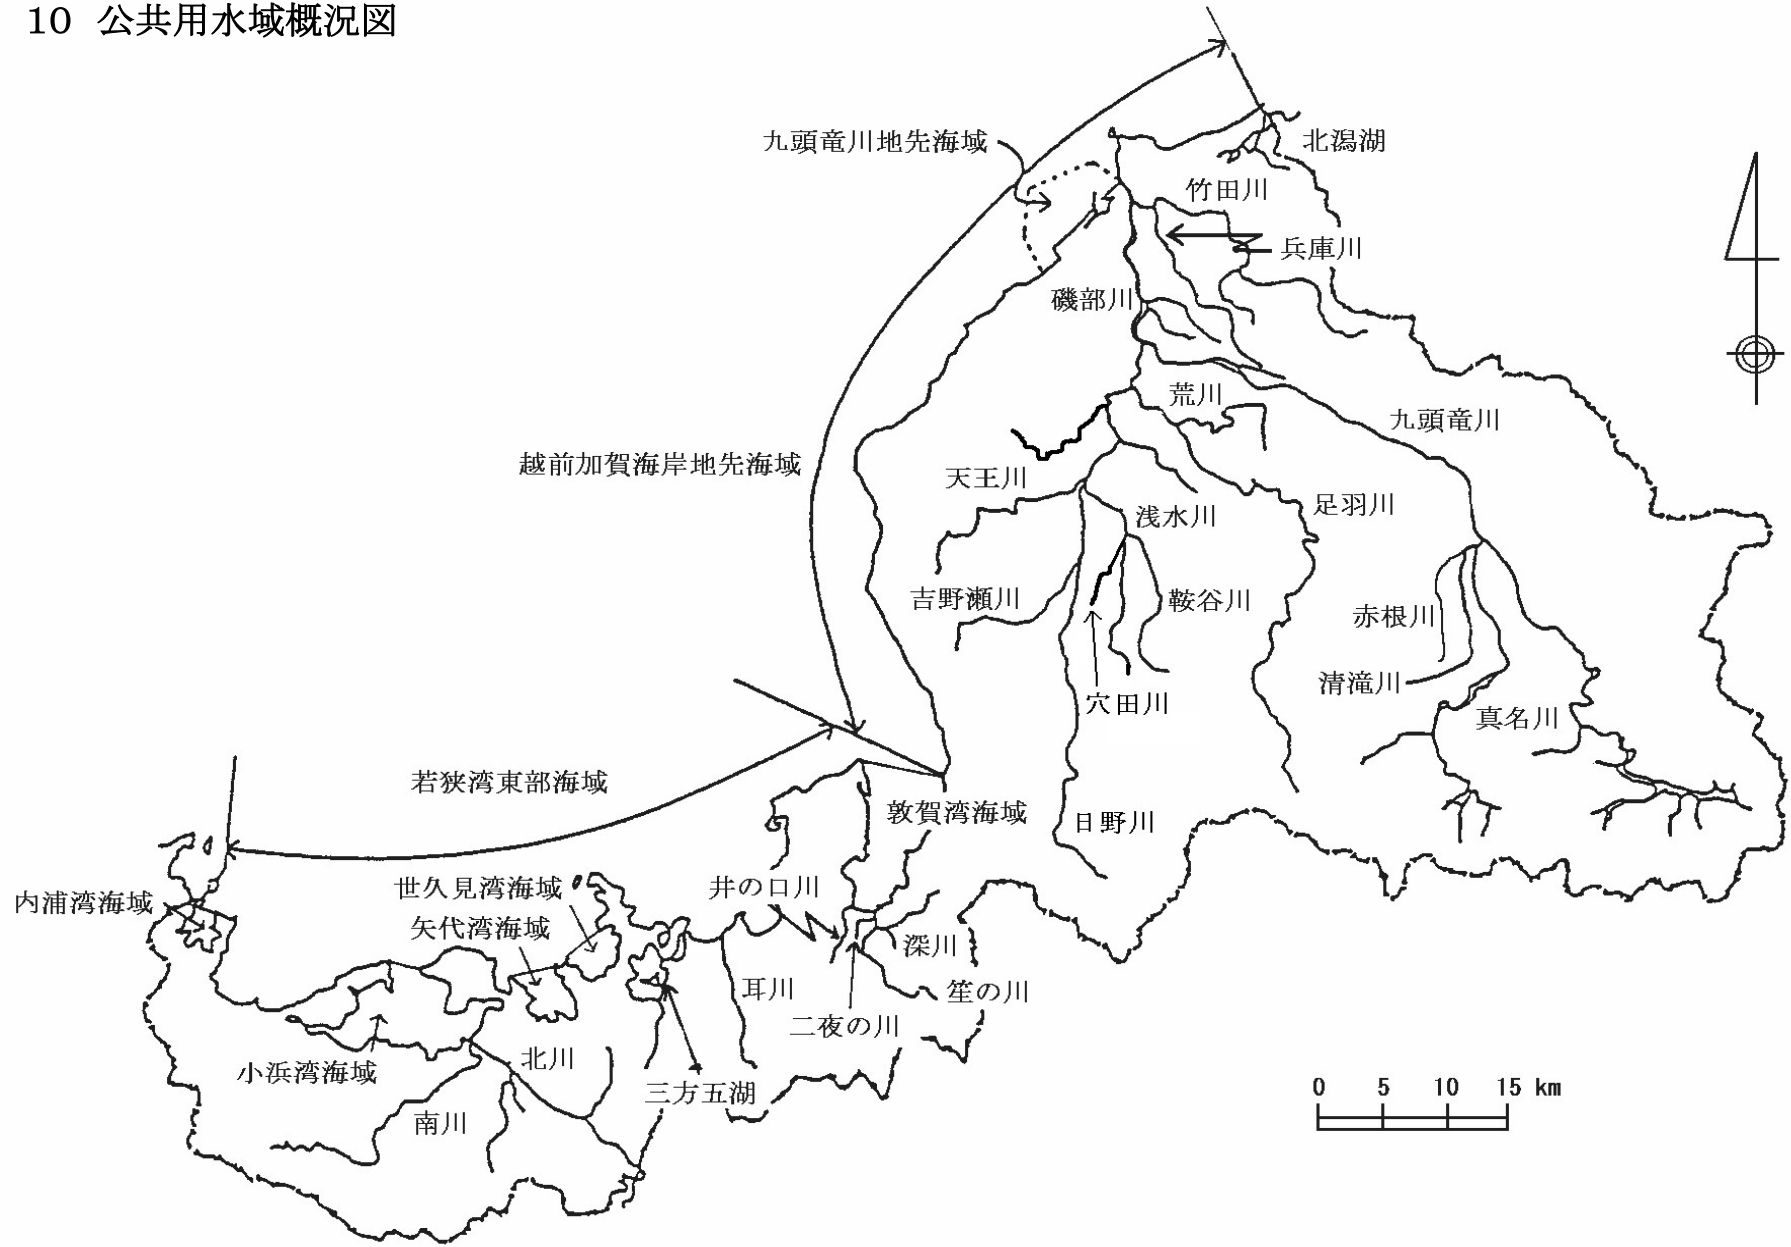 10 公共用水域概況図
九頭竜川地先海域
北潟湖
竹田川
兵庫川
磯部川
荒川
九頭竜川
越前加賀海岸地先海域
天王川
足羽川
浅水川
吉野瀬川
鞍谷川
赤根川
清滝川
穴田川
真名川
若狭湾東部海域
敦賀湾海域
日野川
世久見湾海域
井の口川
内浦湾海域
矢代湾海域
深川
耳川
笙の川
二夜の川
北川
小浜湾海域
三方五湖
南川
0 5 10 15 km